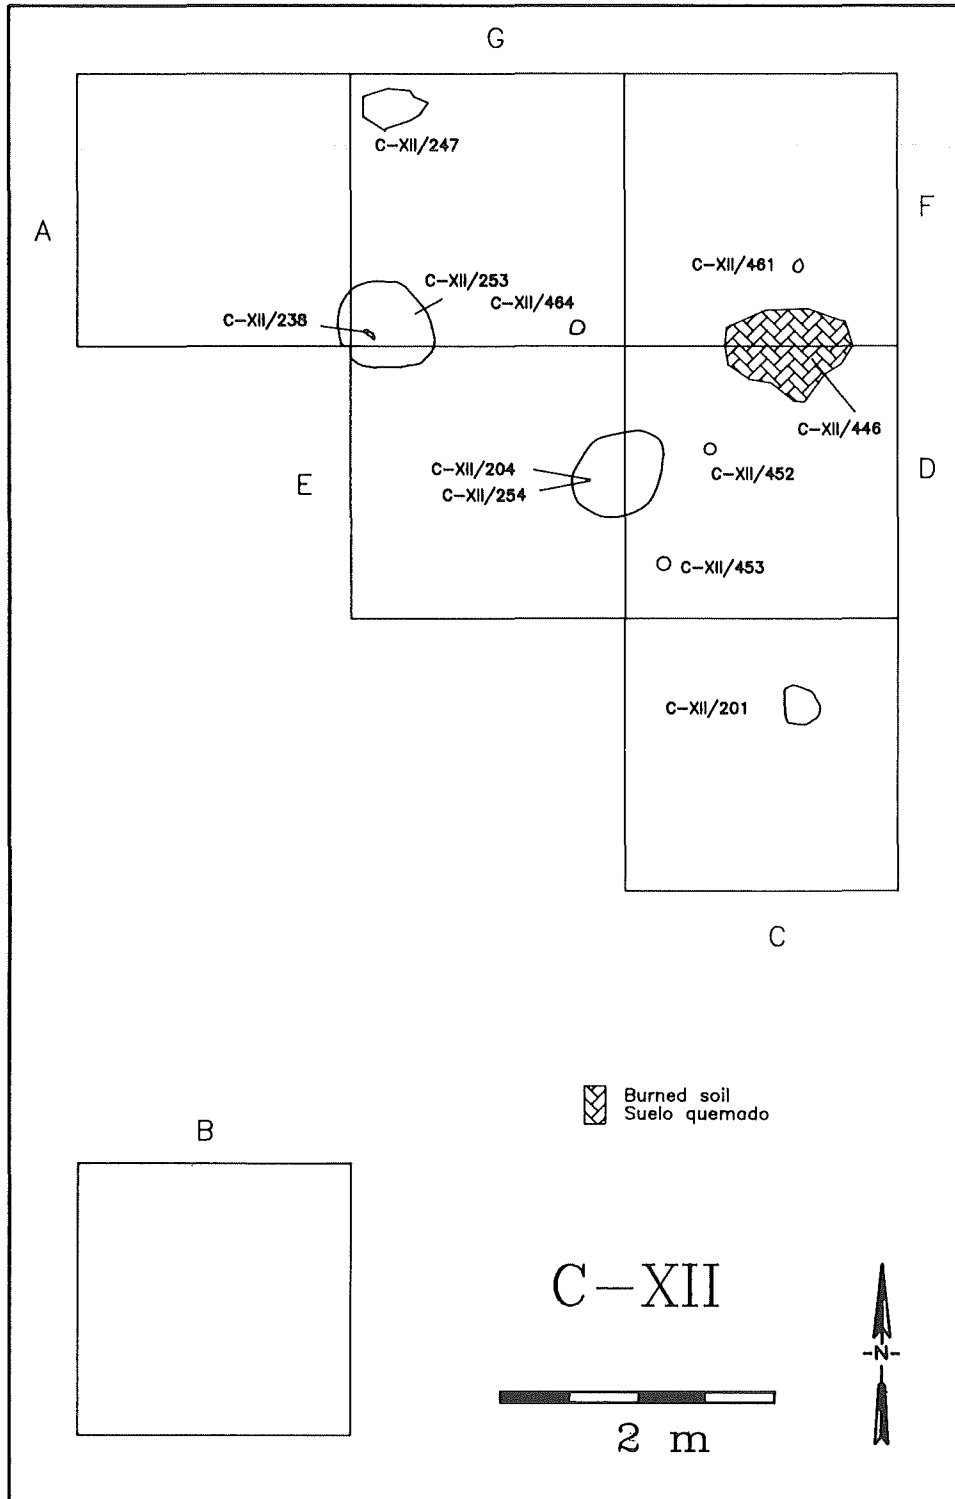 G
C-XII/247
A
F
C-XII/461
C-XII/253
C-XII/464
C-XII/238
C-XII/446
C-XII/204
C-XII/254
E
C-XII/452
D
C-XII/453
C-XII/201
C
Burned soil
Suelo quemado
B
C-XII
-N-
2 m